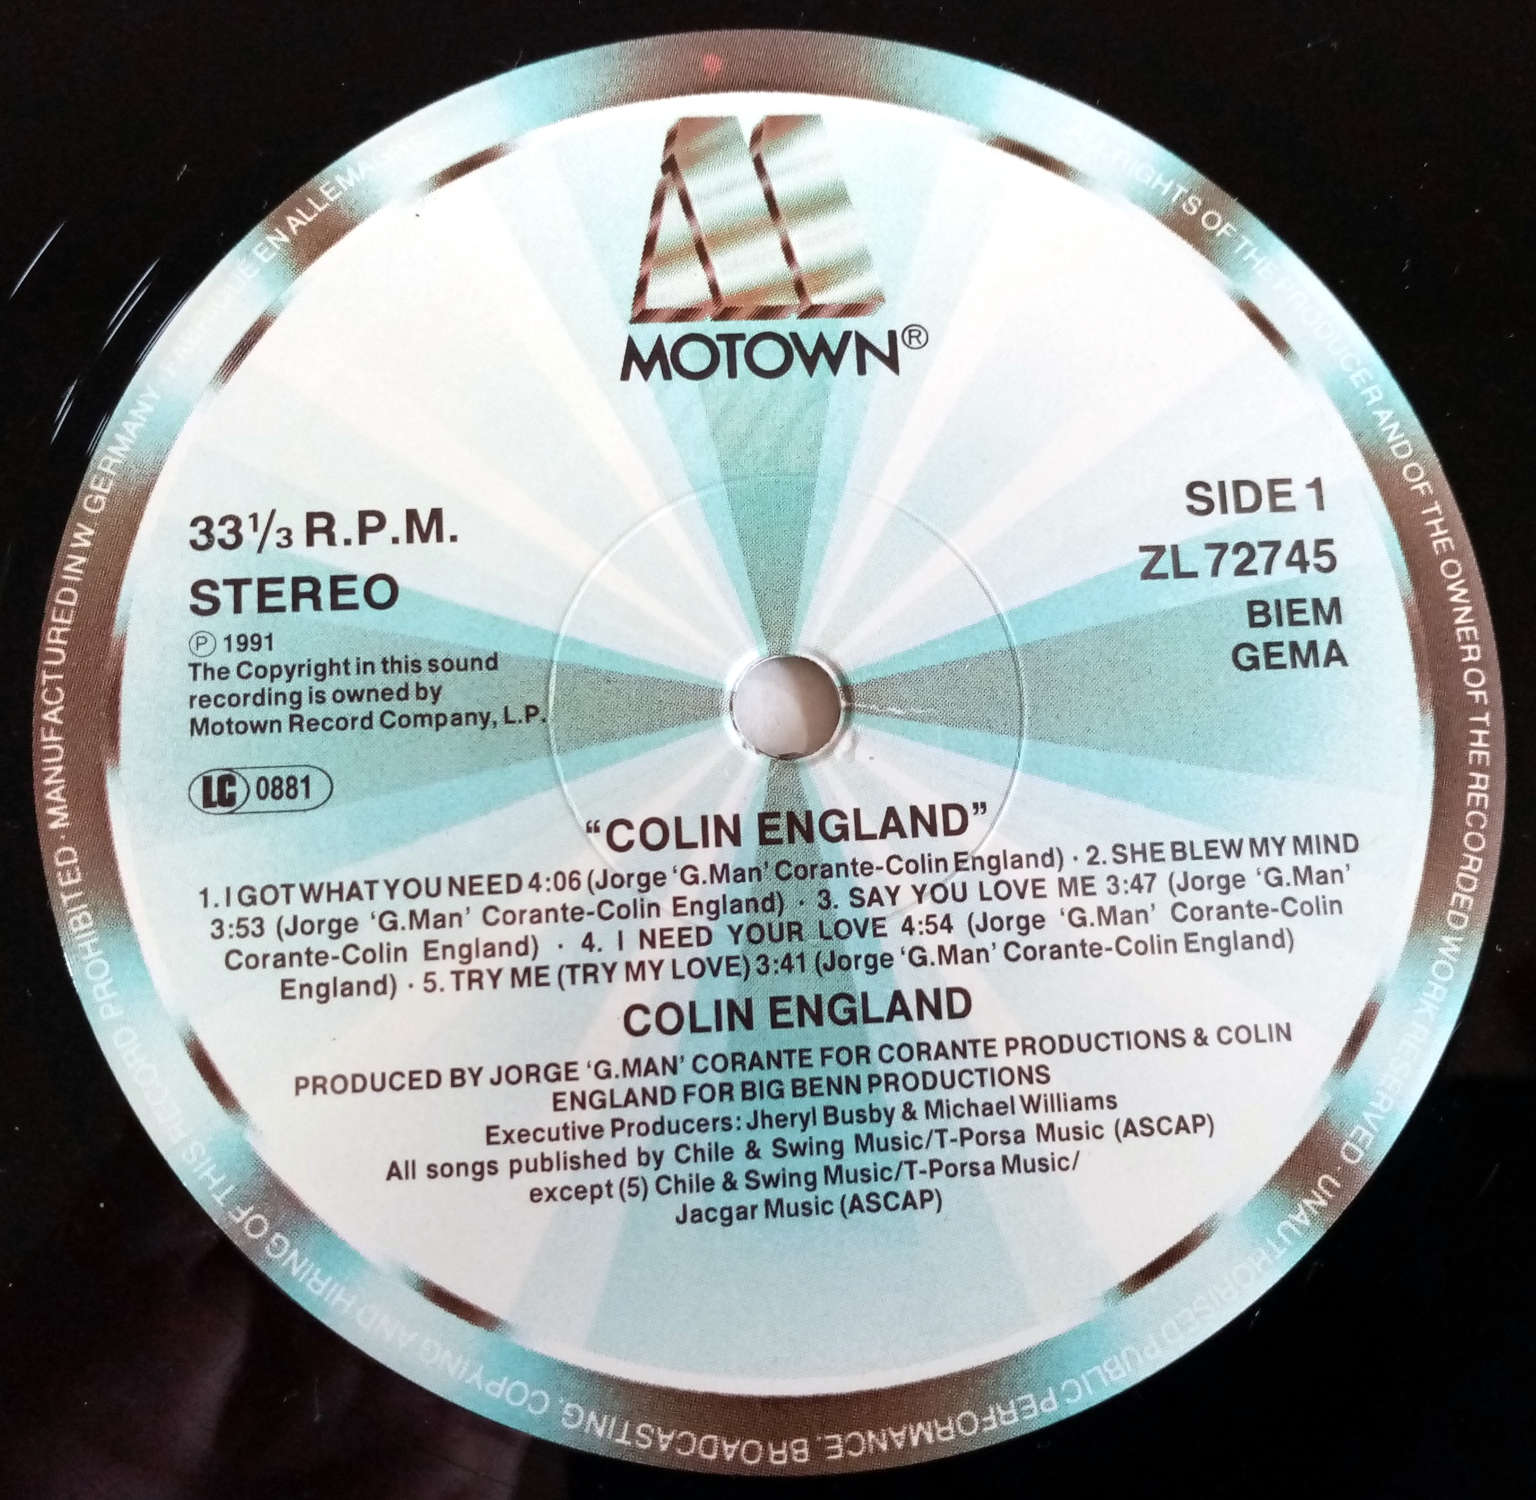 MOTOWN®
33⅓ R.P.M.
STEREO
Ⓟ 1991
The Copyright in this sound
recording is owned by
Motown Record Company, L.P.
LC 0881
SIDE 1
ZL 72745
BIEM
GEMA
“COLIN ENGLAND”
1. I GOT WHAT YOU NEED 4:06 (Jorge ‘G.Man’ Corante-Colin England) · 2. SHE BLEW MY MIND
3:53 (Jorge ‘G.Man’ Corante-Colin England) · 3. SAY YOU LOVE ME 3:47 (Jorge ‘G.Man’
Corante-Colin England) · 4. I NEED YOUR LOVE 4:54 (Jorge ‘G.Man’ Corante-Colin
England) · 5. TRY ME (TRY MY LOVE) 3:41 (Jorge ‘G.Man’ Corante-Colin England)
COLIN ENGLAND
PRODUCED BY JORGE ‘G.MAN’ CORANTE FOR CORANTE PRODUCTIONS & COLIN
ENGLAND FOR BIG BENN PRODUCTIONS
Executive Producers: Jheryl Busby & Michael Williams
All songs published by Chile & Swing Music/T-Porsa Music (ASCAP)
except (5) Chile & Swing Music/T-Porsa Music/
Jacgar Music (ASCAP)
RIGHTS OF THE PRODUCER AND OF THE OWNER OF THE RECORDED WORK RESERVED · UNAUTHORISED PUBLIC PERFORMANCE, BROADCASTING, COPYING AND HIRING OF THIS RECORD PROHIBITED · MANUFACTURED IN W. GERMANY · EN ALLEMAGNE